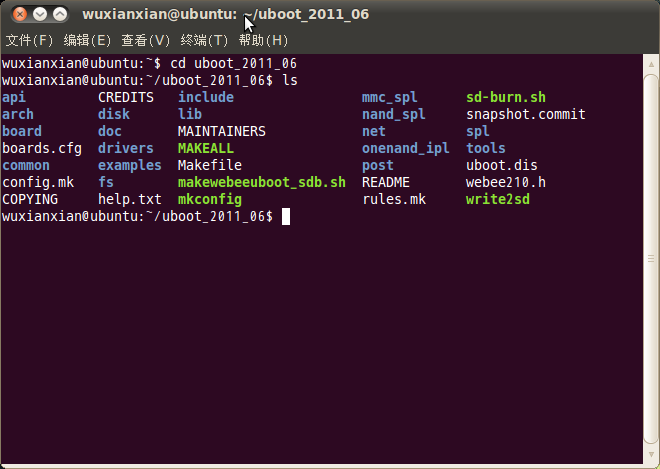 wuxianxian@ubuntu: ~/uboot_2011_06
文件(F) 编辑(E) 查看(V) 终端(T) 帮助(H)
wuxianxian@ubuntu:~$ cd uboot_2011_06
wuxianxian@ubuntu:~/uboot_2011_06$ ls
api CREDITS include mmc_spl sd-burn.sh
arch disk lib nand_spl snapshot.commit
board doc MAINTAINERS net spl
boards.cfg drivers MAKEALL onenand_ipl tools
common examples Makefile post uboot.dis
config.mk fs makewebeeuboot_sdb.sh README webee210.h
COPYING help.txt mkconfig rules.mk write2sd
wuxianxian@ubuntu:~/uboot_2011_06$